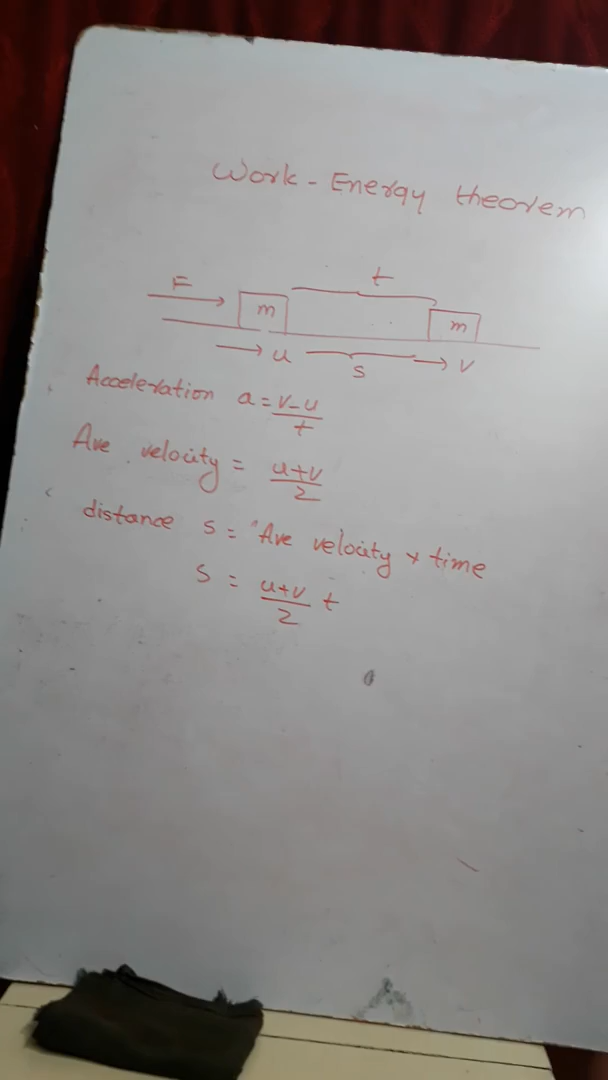 Work - Energy theorem
t
F
m
m
u
s
v
Acceleration a = v-u/t
Ave velocity = u+v/2
distance s = Ave velocity × time
s = u+v/2 t